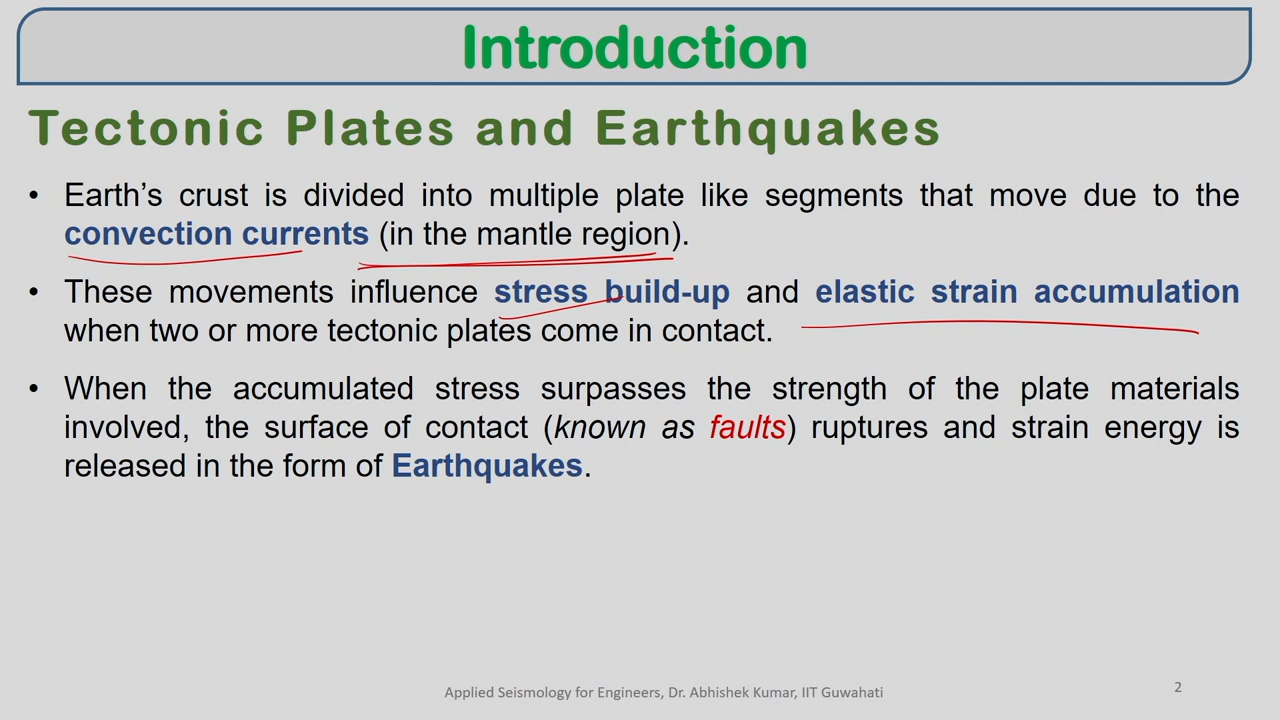 Introduction
Tectonic Plates and Earthquakes
• Earth’s crust is divided into multiple plate like segments that move due to the
convection currents (in the mantle region).
• These movements influence stress build-up and elastic strain accumulation
when two or more tectonic plates come in contact.
• When the accumulated stress surpasses the strength of the plate materials
involved, the surface of contact (known as faults) ruptures and strain energy is
released in the form of Earthquakes.
Applied Seismology for Engineers, Dr. Abhishek Kumar, IIT Guwahati
2